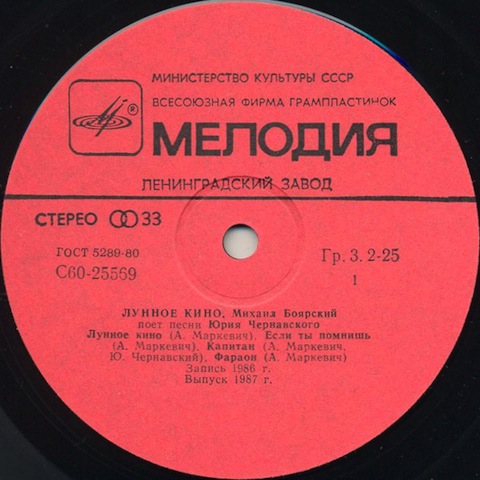 МИНИСТЕРСТВО КУЛЬТУРЫ СССР
ВСЕСОЮЗНАЯ ФИРМА ГРАМПЛАСТИНОК
МЕЛОДИЯ
ЛЕНИНГРАДСКИЙ ЗАВОД
СТЕРЕО 33
ГОСТ 5289-80
С60-25569
Гр. 3. 2-25
1
ЛУННОЕ КИНО, Михаил Боярский
поет песни Юрия Чернавского
Лунное кино (А. Маркевич), Если ты помнишь
(А. Маркевич), Капитан (А. Маркевич,
Ю. Чернавский), Фараон (А. Маркевич)
Запись 1986 г.
Выпуск 1987 г.